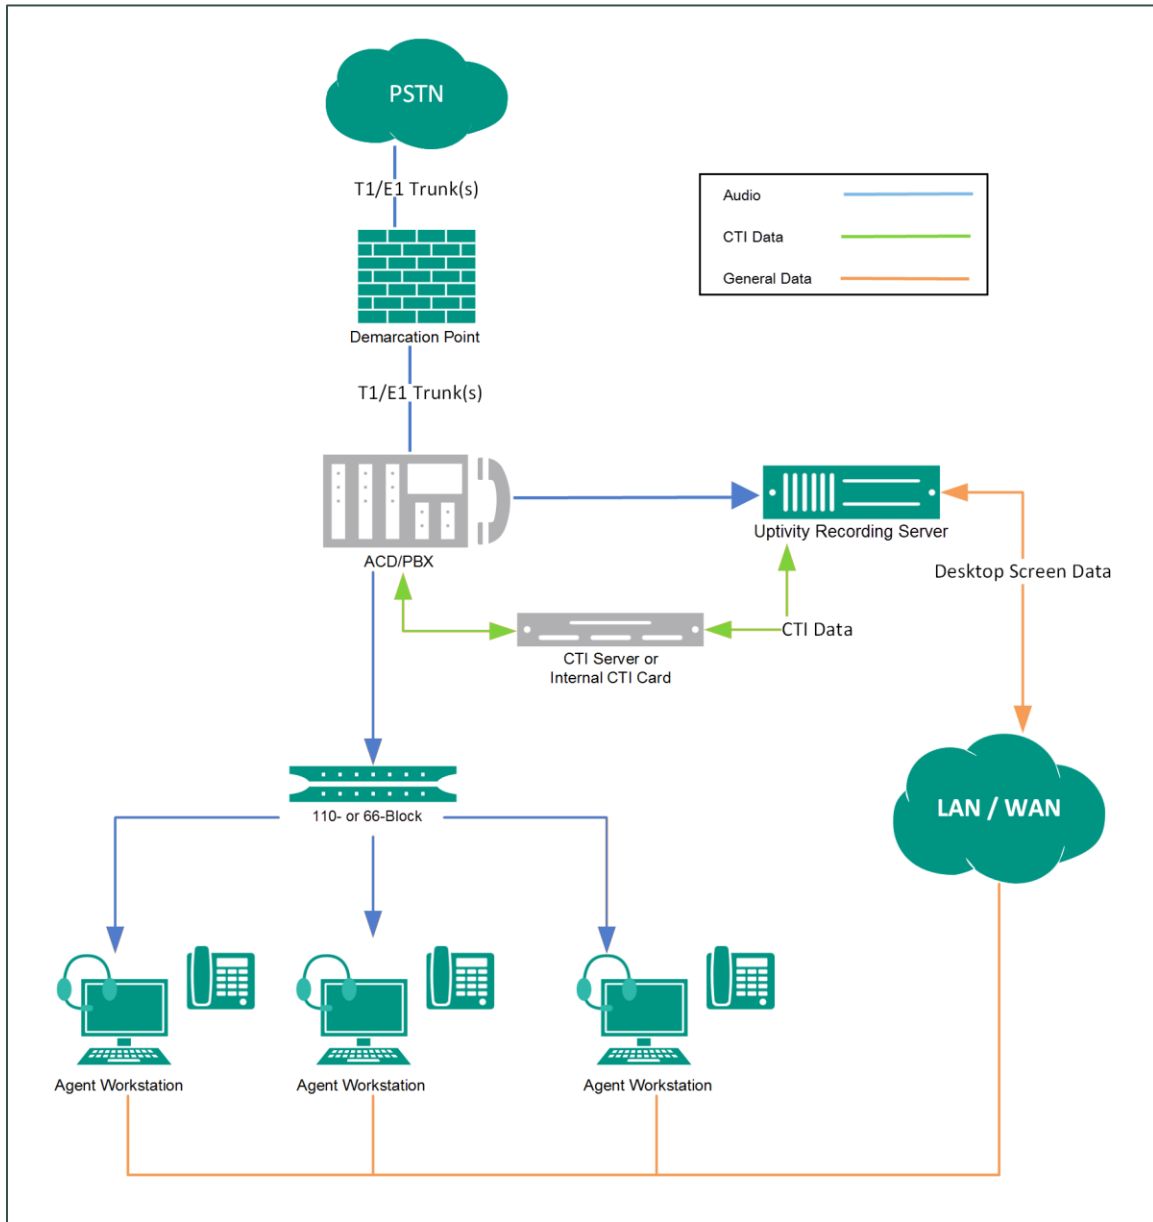 PSTN
T1/E1 Trunk(s)
Audio
CTI Data
General Data
Demarcation Point
T1/E1 Trunk(s)
Uptivity Recording Server
ACD/PBX
Desktop Screen Data
CTI Data
CTI Server or
Internal CTI Card
LAN / WAN
110- or 66-Block
Agent Workstation
Agent Workstation
Agent Workstation